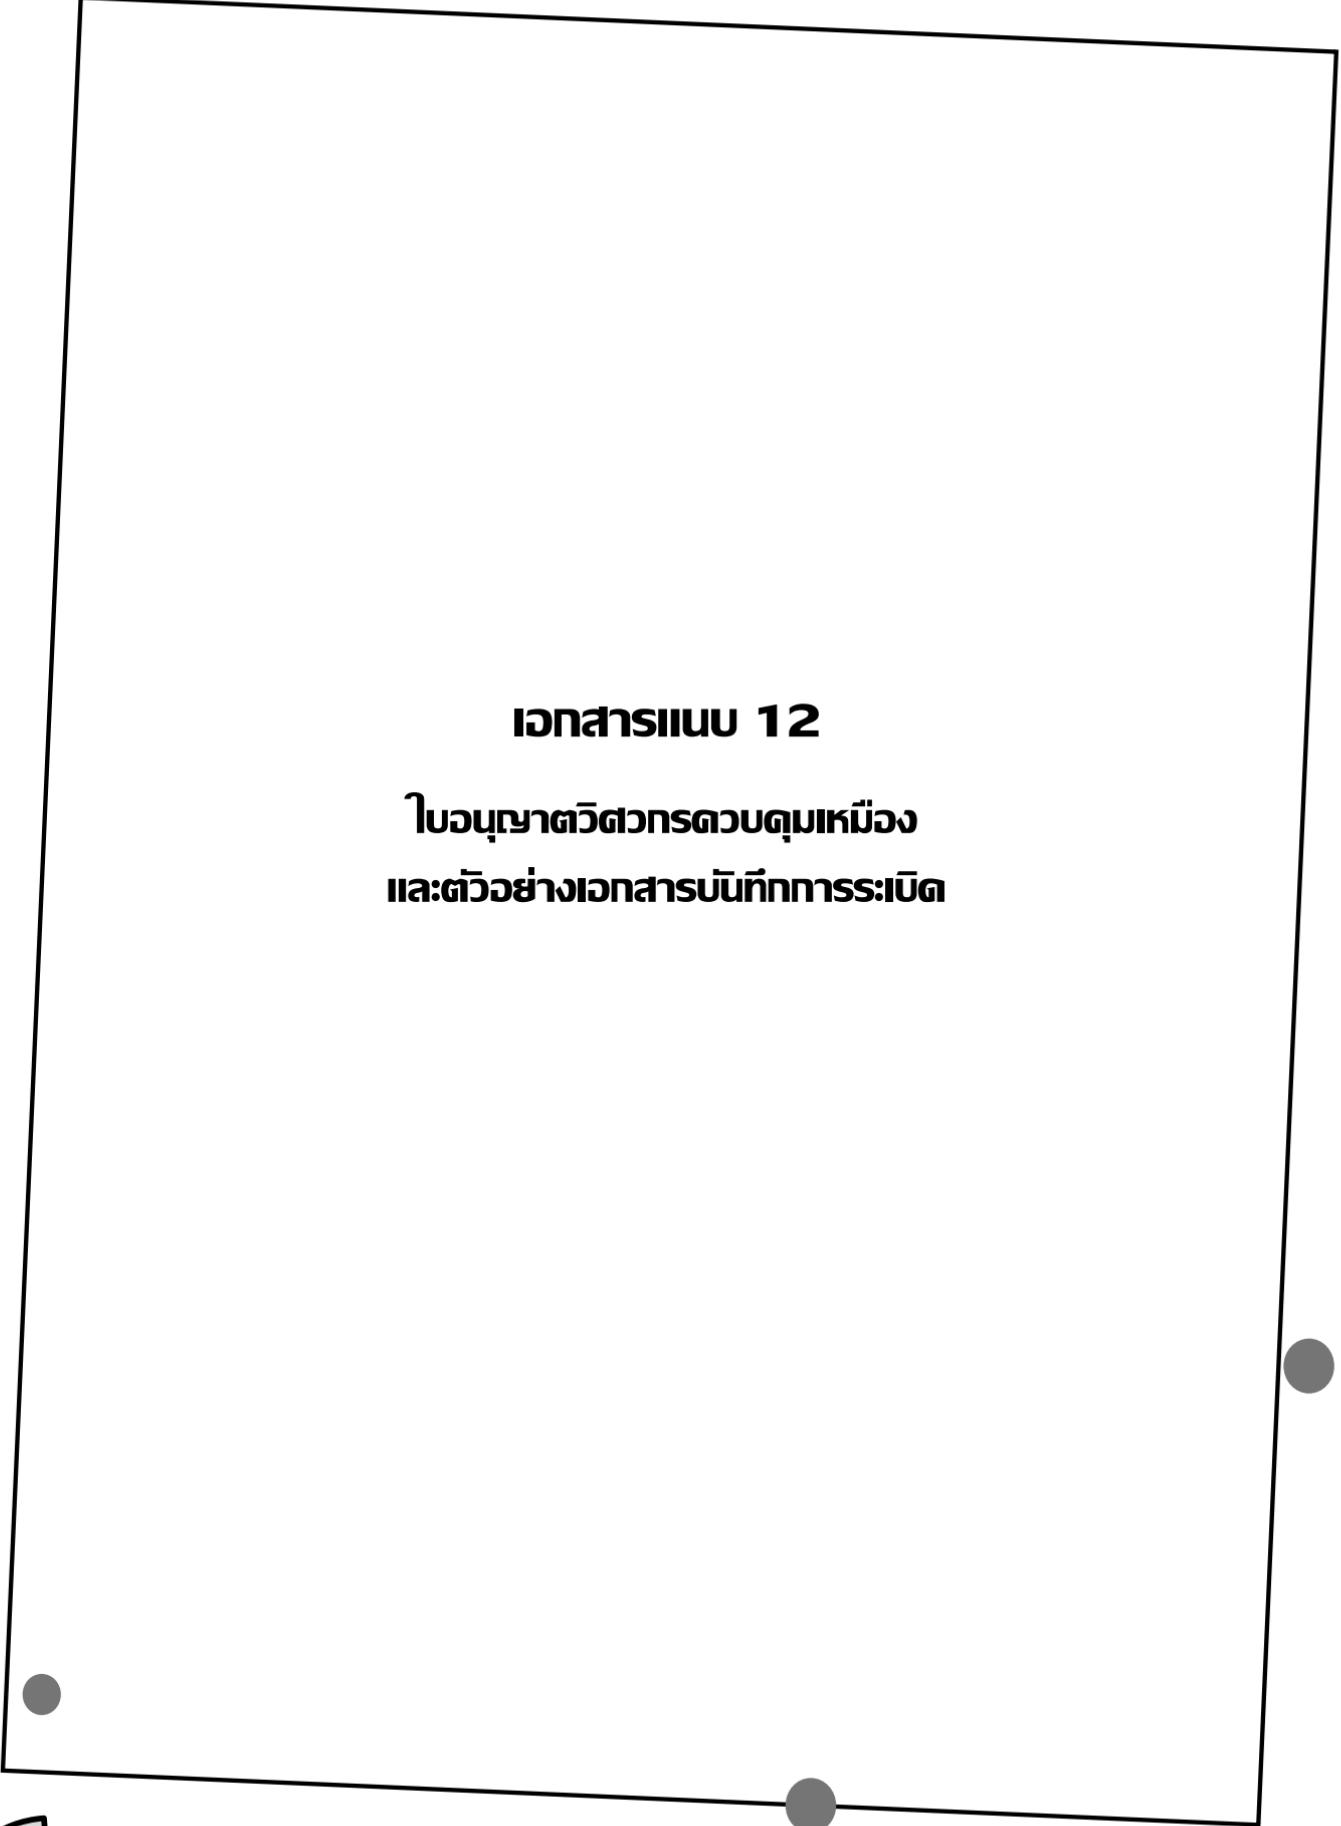 เอกสารแนบ 12
ใบอนุญาตวิศวกรควบคุมเหมือง
และตัวอย่างเอกสารบันทึกการระเบิด